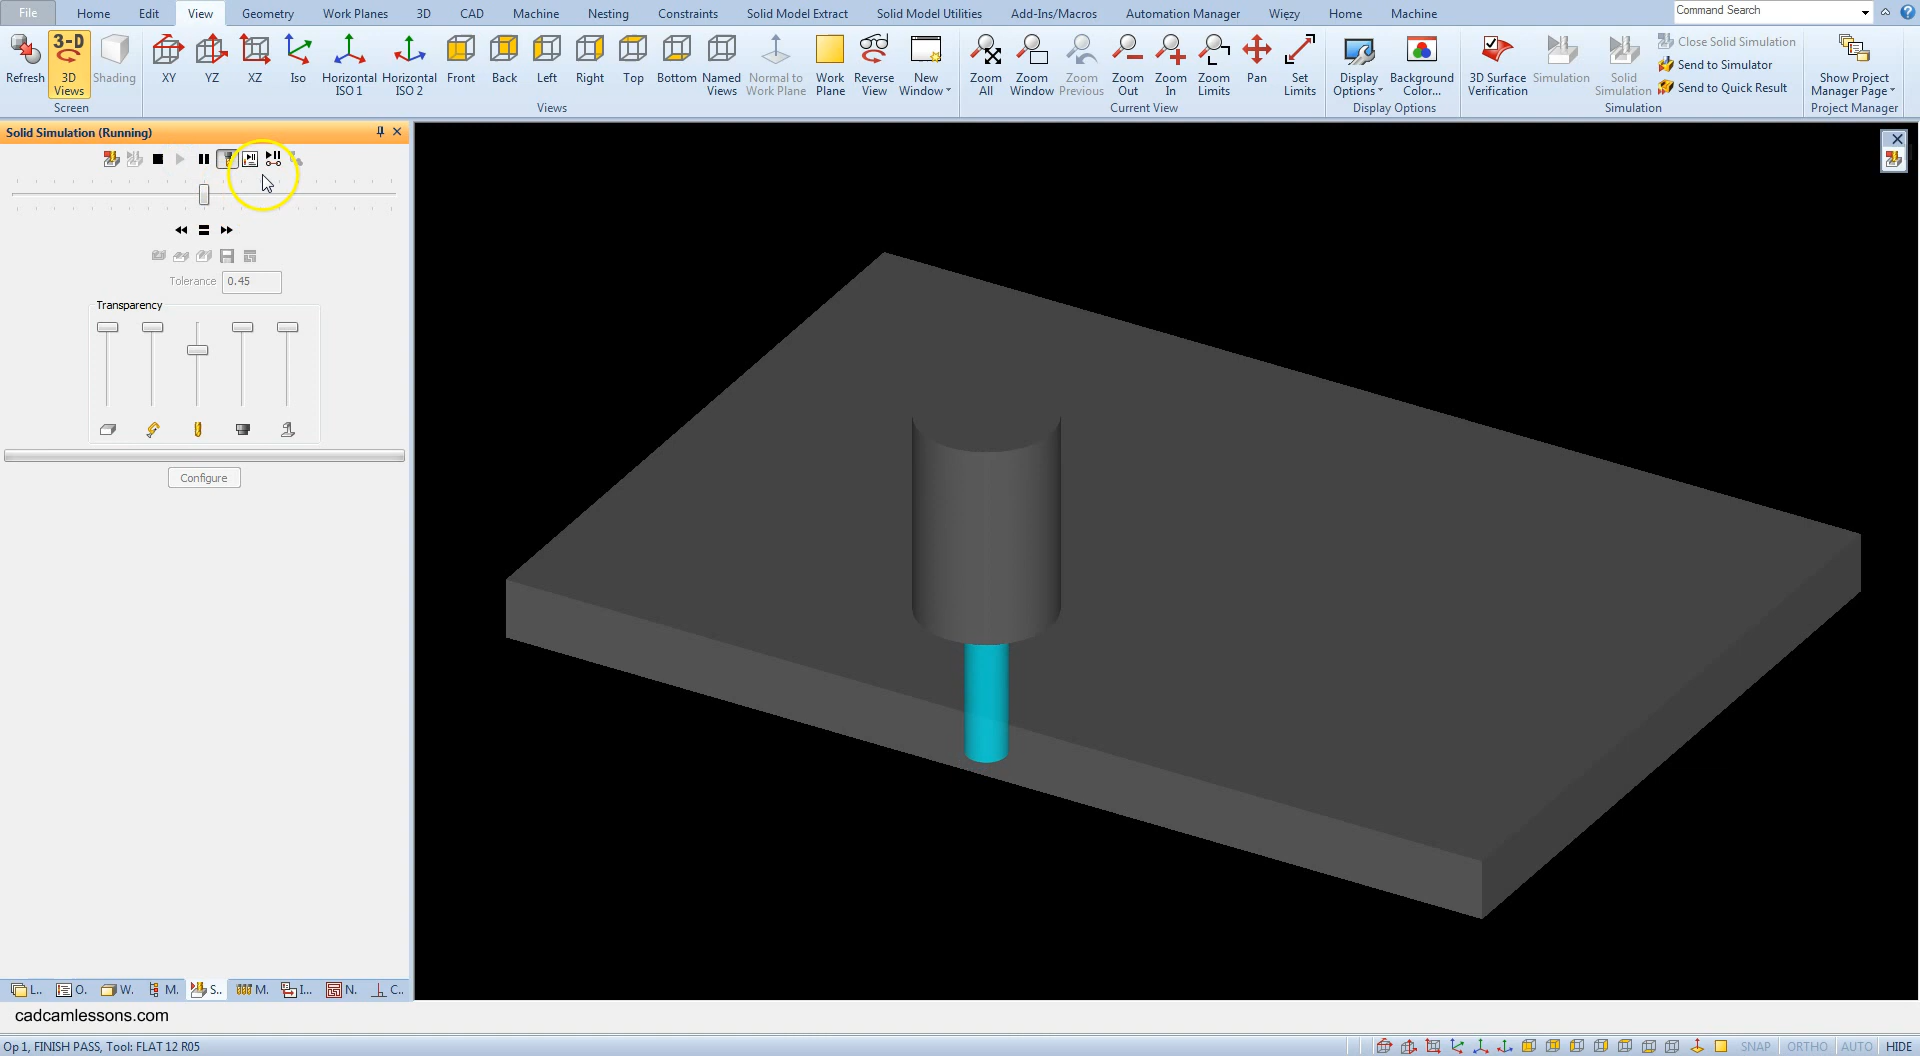 File Home Edit View Geometry Work Planes 3D CAD Machine Nesting Constraints Solid Model Extract Solid Model Utilities Add-Ins/Macros Automation Manager Więzy Home Machine Command Search
3-D
Refresh
3D Views
Shading
Screen
XY
YZ
XZ
Iso
Horizontal ISO 1
Horizontal ISO 2
Front
Back
Left
Right
Top
Bottom
Named Views
Normal to Work Plane
Work Plane
Reverse View
New Window
Views
Zoom All
Zoom Window
Zoom Previous
Zoom Out
Zoom In
Zoom Limits
Pan
Set Limits
Current View
Display Options
Background Color...
Display Options
3D Surface Verification
Simulation
Solid Simulation
Close Solid Simulation
Send to Simulator
Send to Quick Result
Simulation
Show Project Manager Page
Project Manager
Solid Simulation (Running)
Tolerance 0.45
Transparency
Configure
L.. O. W. M. S.. M. I... N. C..
cadcamlessons.com
Op 1, FINISH PASS, Tool: FLAT 12 R05
SNAP ORTHO AUTO HIDE